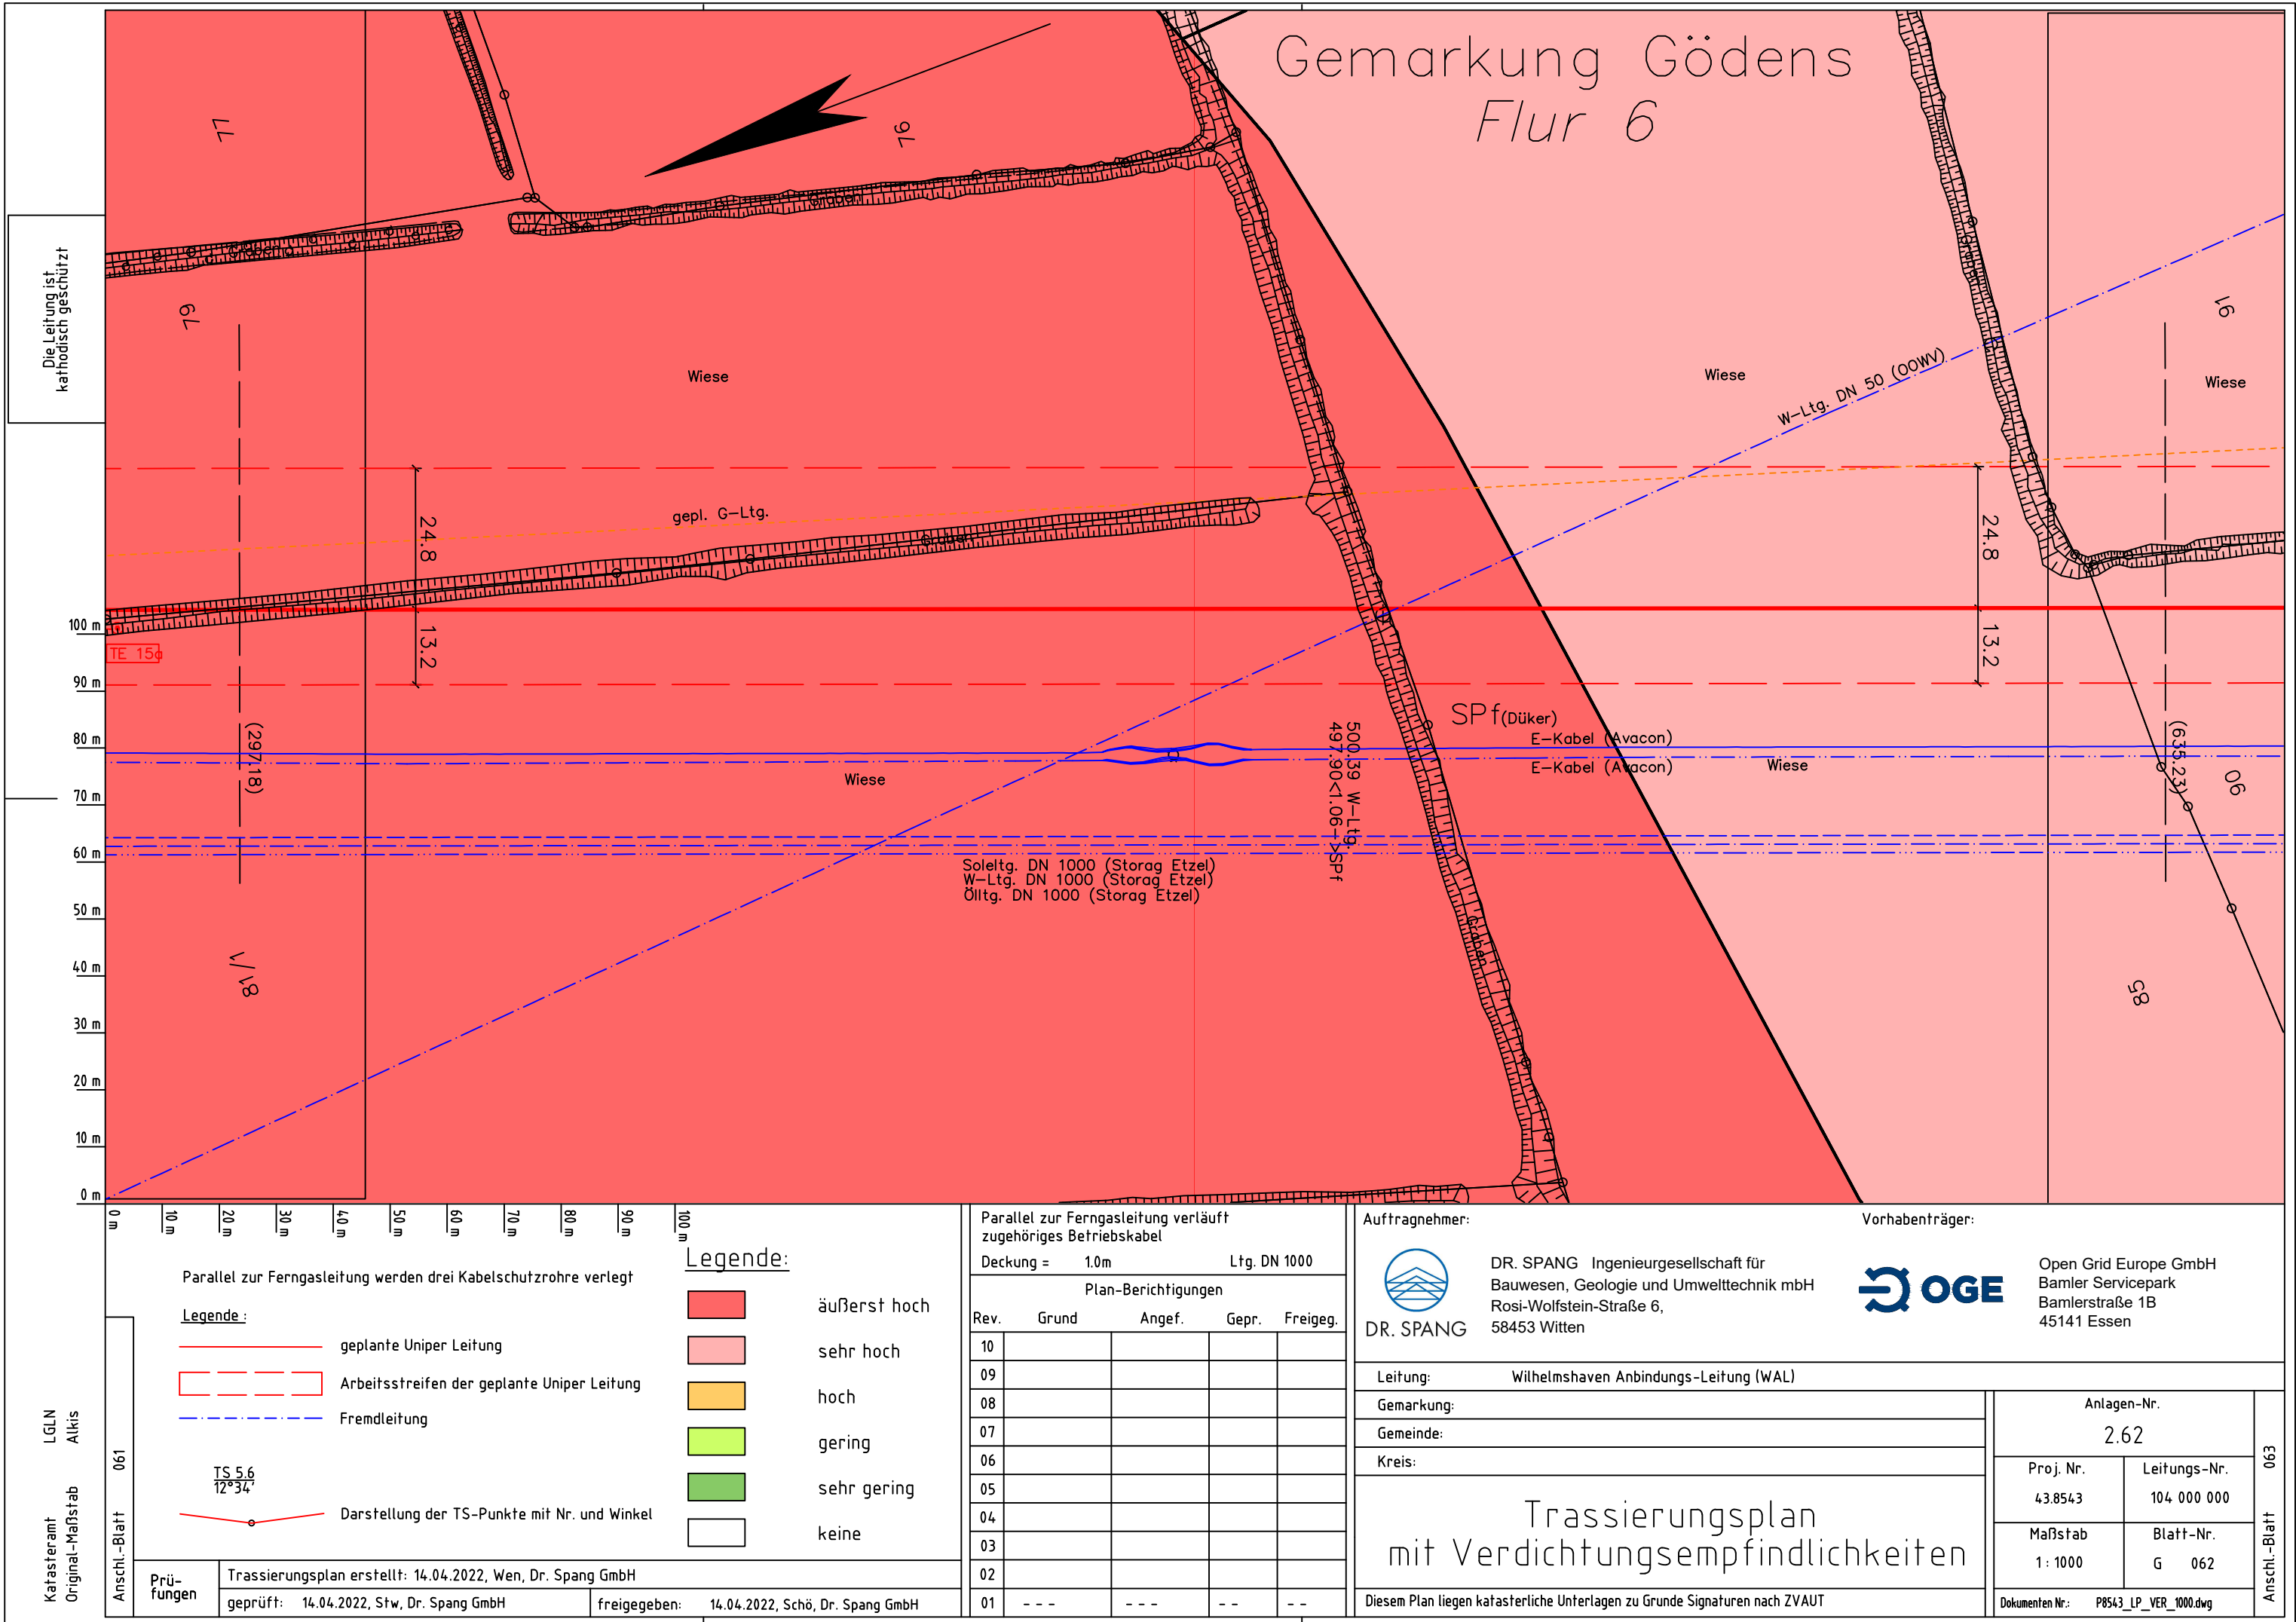 Gemarkung Gödens
Flur 6
77
76
79
Graben
Graben
Graben
91
Die Leitung ist
kathodisch geschützt
Wiese
Wiese
Wiese
W-Ltg. DN 50 (OOWV)
gepl. G-Ltg.
Graben
24.8
13.2
24.8
13.2
TE 15a
(297.18)
(635.23)
SPf(Düker)
E-Kabel (Avacon)
E-Kabel (Avacon)
Wiese
Wiese
90
500.39 W-Ltg.
497.90<1.06->SPf
Soleltg. DN 1000 (Storag Etzel)
W-Ltg. DN 1000 (Storag Etzel)
Ölltg. DN 1000 (Storag Etzel)
Graben
81/1
85
100 m
90 m
80 m
70 m
60 m
50 m
40 m
30 m
20 m
10 m
0 m
0 m
10 m
20 m
30 m
40 m
50 m
60 m
70 m
80 m
90 m
100 m
Parallel zur Ferngasleitung werden drei Kabelschutzrohre verlegt
Legende :
geplante Uniper Leitung
Arbeitsstreifen der geplante Uniper Leitung
Fremdleitung
TS 5.6
12°34'
Darstellung der TS-Punkte mit Nr. und Winkel
Legende:
äußerst hoch
sehr hoch
hoch
gering
sehr gering
keine
Katasteramt LGLN
Original-Maßstab Alkis
Anschl.-Blatt 061
Prü-
fungen
Trassierungsplan erstellt: 14.04.2022, Wen, Dr. Spang GmbH
geprüft: 14.04.2022, Stw, Dr. Spang GmbH
freigegeben: 14.04.2022, Schö, Dr. Spang GmbH
Parallel zur Ferngasleitung verläuft
zugehöriges Betriebskabel
Deckung = 1.0m Ltg. DN 1000
Plan-Berichtigungen
Rev. Grund Angef. Gepr. Freigeg.
10
09
08
07
06
05
04
03
02
01 --- --- -- --
Auftragnehmer:
DR. SPANG
DR. SPANG Ingenieurgesellschaft für
Bauwesen, Geologie und Umwelttechnik mbH
Rosi-Wolfstein-Straße 6,
58453 Witten
Vorhabenträger:
OGE
Open Grid Europe GmbH
Bamler Servicepark
Bamlerstraße 1B
45141 Essen
Leitung: Wilhelmshaven Anbindungs-Leitung (WAL)
Gemarkung:
Gemeinde:
Kreis:
Trassierungsplan
mit Verdichtungsempfindlichkeiten
Diesem Plan liegen katasterliche Unterlagen zu Grunde Signaturen nach ZVAUT
Anlagen-Nr.
2.62
Proj. Nr.
43.8543
Leitungs-Nr.
104 000 000
Maßstab
1 : 1000
Blatt-Nr.
G 062
Dokumenten Nr.: P8543_LP_VER_1000.dwg
Anschl.-Blatt 063